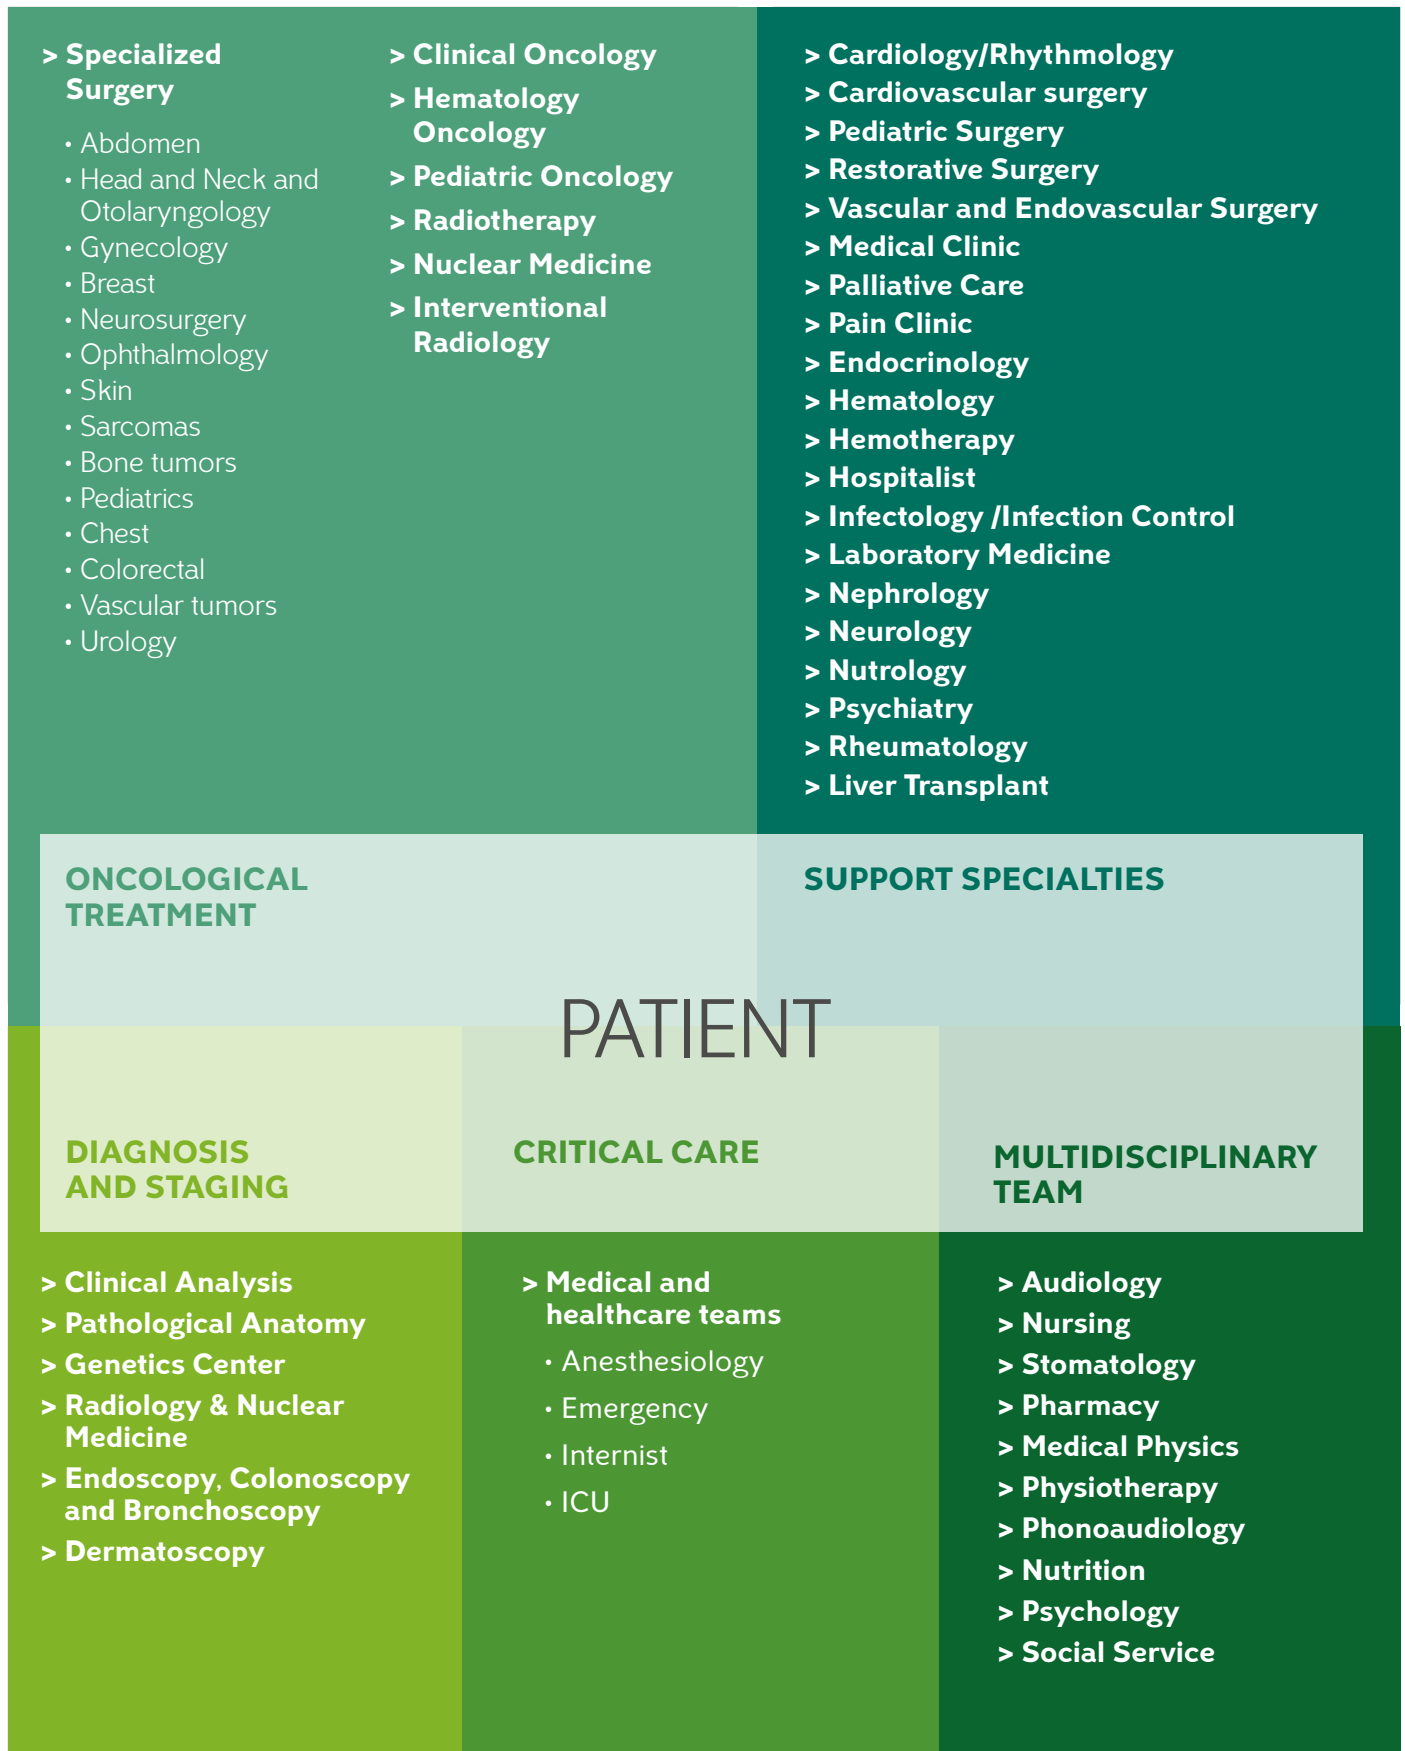 > Specialized
Surgery
• Abdomen
• Head and Neck and
Otolaryngology
• Gynecology
• Breast
• Neurosurgery
• Ophthalmology
• Skin
• Sarcomas
• Bone tumors
• Pediatrics
• Chest
• Colorectal
• Vascular tumors
• Urology
> Clinical Oncology
> Hematology
Oncology
> Pediatric Oncology
> Radiotherapy
> Nuclear Medicine
> Interventional
Radiology
> Cardiology/Rhythmology
> Cardiovascular surgery
> Pediatric Surgery
> Restorative Surgery
> Vascular and Endovascular Surgery
> Medical Clinic
> Palliative Care
> Pain Clinic
> Endocrinology
> Hematology
> Hemotherapy
> Hospitalist
> Infectology /Infection Control
> Laboratory Medicine
> Nephrology
> Neurology
> Nutrology
> Psychiatry
> Rheumatology
> Liver Transplant
ONCOLOGICAL
TREATMENT
SUPPORT SPECIALTIES
PATIENT
DIAGNOSIS
AND STAGING
CRITICAL CARE
MULTIDISCIPLINARY
TEAM
> Clinical Analysis
> Pathological Anatomy
> Genetics Center
> Radiology & Nuclear
Medicine
> Endoscopy, Colonoscopy
and Bronchoscopy
> Dermatoscopy
> Medical and
healthcare teams
• Anesthesiology
• Emergency
• Internist
• ICU
> Audiology
> Nursing
> Stomatology
> Pharmacy
> Medical Physics
> Physiotherapy
> Phonoaudiology
> Nutrition
> Psychology
> Social Service